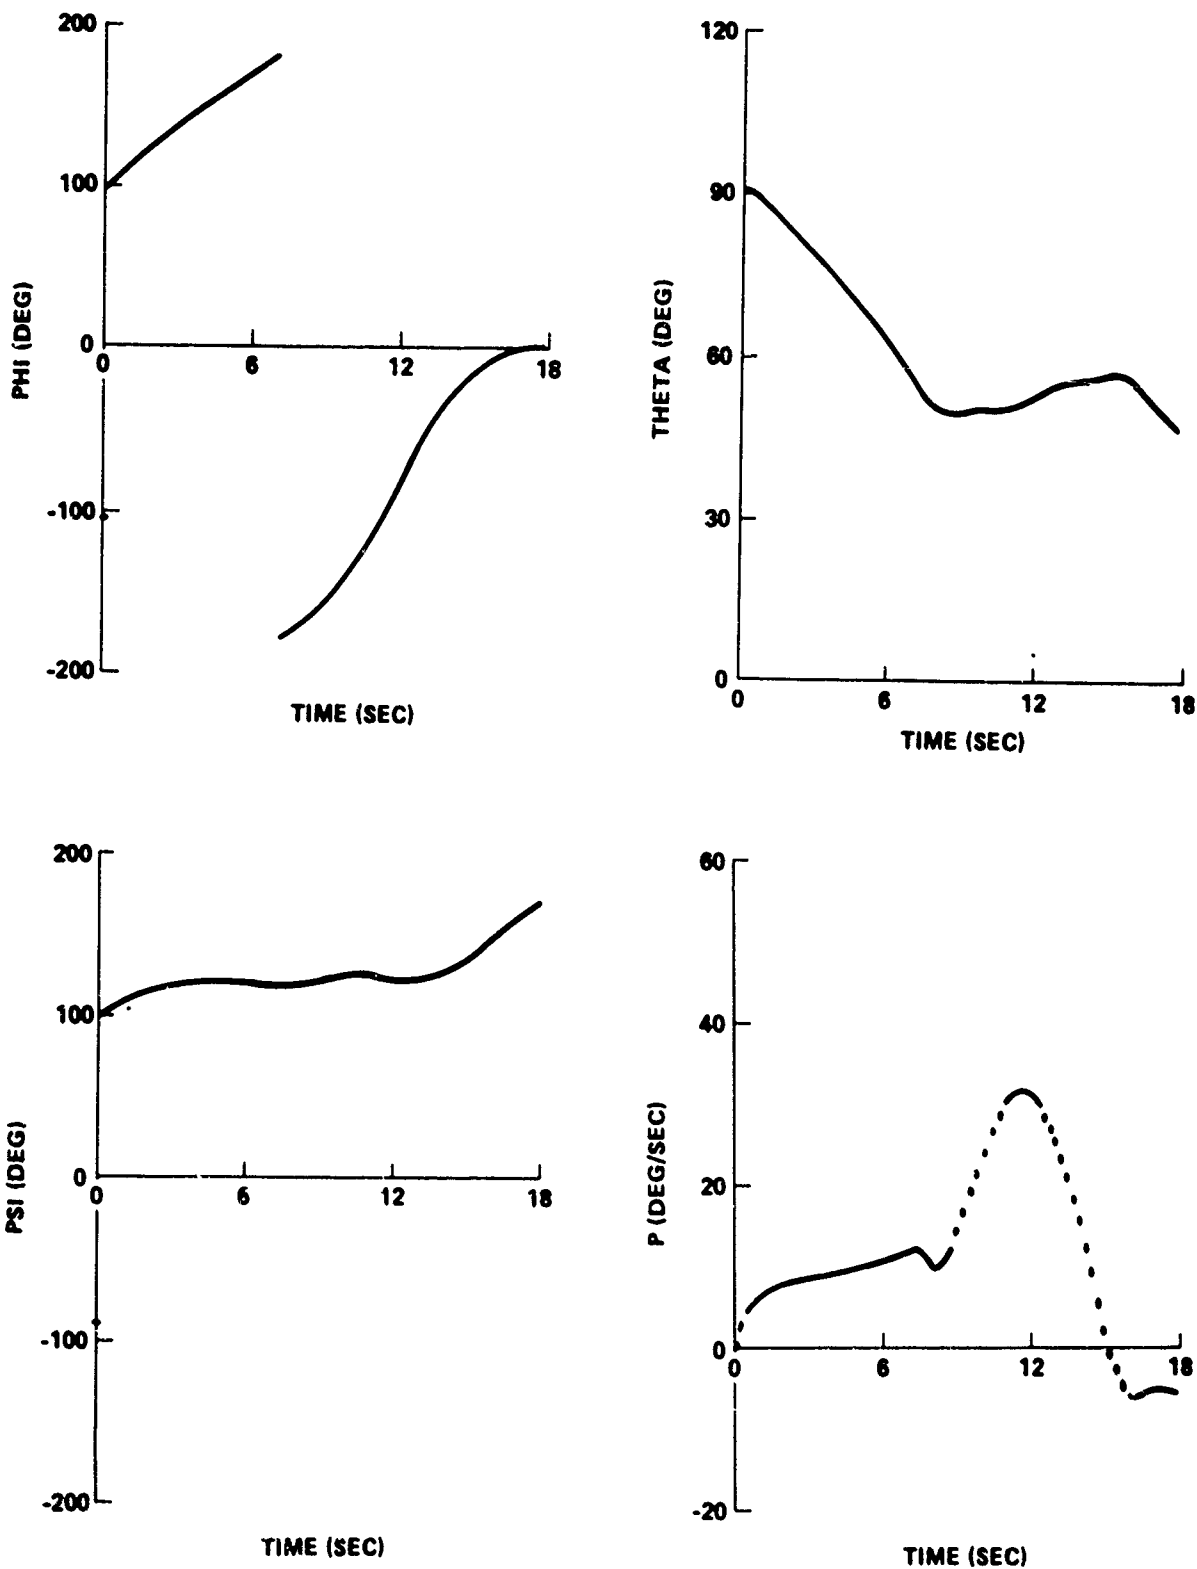 200
100
0
-100
-200
PHI (DEG)
0 6 12 18
TIME (SEC)
120
90
60
30
0
THETA (DEG)
0 6 12 18
TIME (SEC)
200
100
0
-100
-200
PSI (DEG)
0 6 12 18
TIME (SEC)
60
40
20
0
-20
P (DEG/SEC)
0 6 12 18
TIME (SEC)